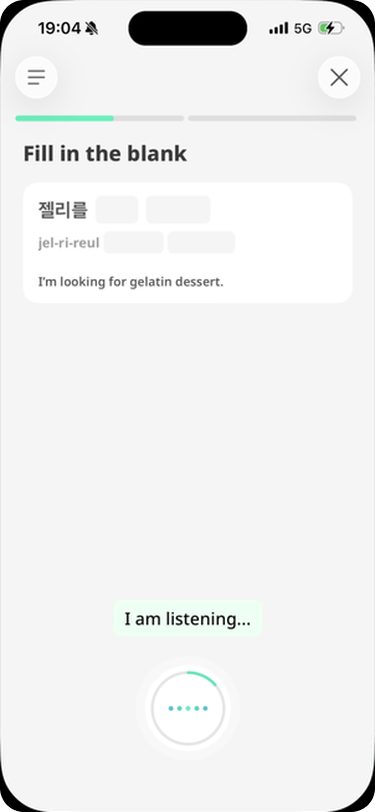 19:04
5G
Fill in the blank
젤리를
jel-ri-reul
I'm looking for gelatin dessert.
I am listening...